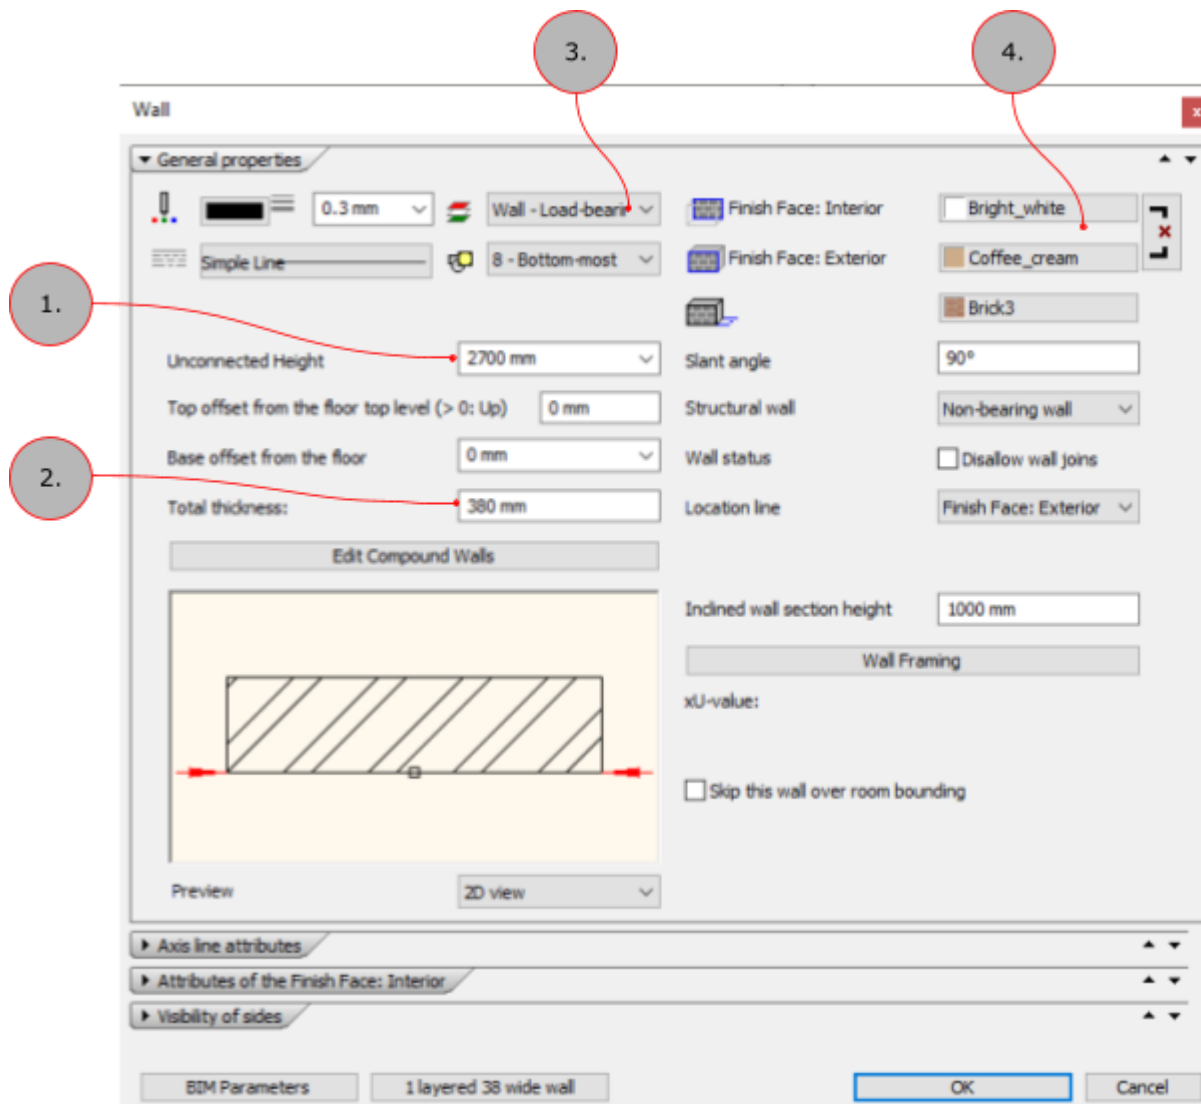 3.
4.
Wall
x
General properties
0.3 mm
Wall - Load-bearir
Finish Face: Interior
Bright_white
Simple Line
8 - Bottom-most
Finish Face: Exterior
Coffee_cream
1.
Brick3
Unconnected Height
2700 mm
Slant angle
90°
Top offset from the floor top level (> 0: Up)
0 mm
Structural wall
Non-bearing wall
2.
Base offset from the floor
0 mm
Wall status
Disallow wall joins
Total thickness:
380 mm
Location line
Finish Face: Exterior
Edit Compound Walls
Inclined wall section height
1000 mm
Wall Framing
xU-value:
Skip this wall over room bounding
Preview
2D view
Axis line attributes
Attributes of the Finish Face: Interior
Visibility of sides
BIM Parameters
1 layered 38 wide wall
OK
Cancel